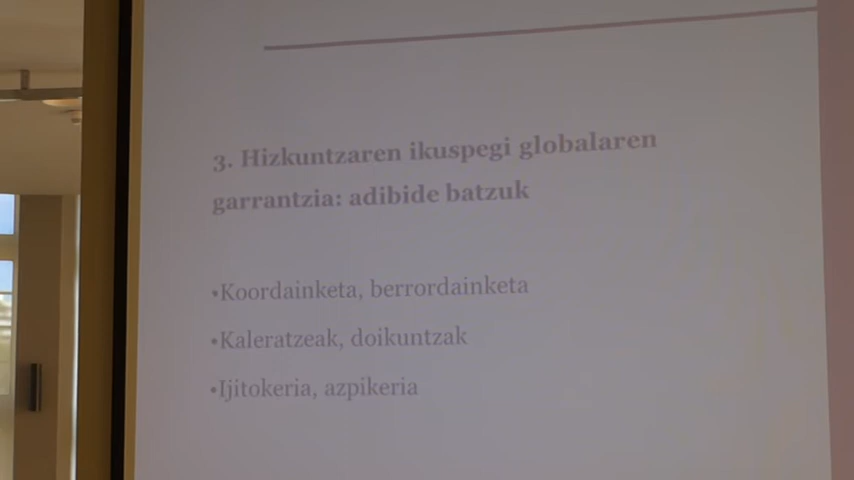 3. Hizkuntzaren ikuspegi globalaren
garrantzia: adibide batzuk
•Koordainketa, berrordainketa
•Kaleratzeak, doikuntzak
•Ijitokeria, azpikeria